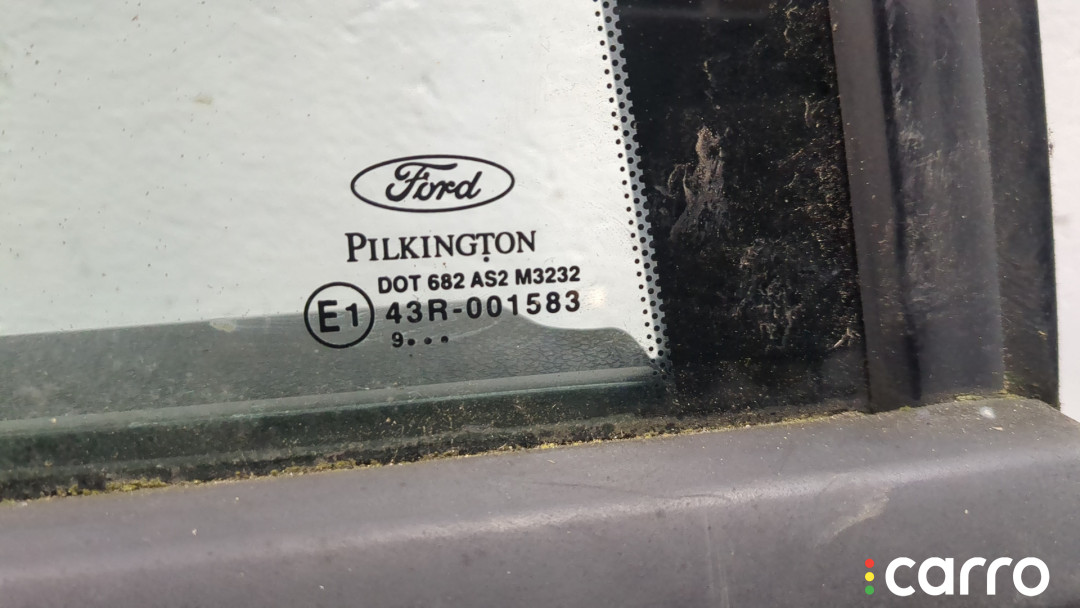 Ford
PILKINGTON
DOT 682 AS2 M3232
E1 43R-001583
9•••
carro